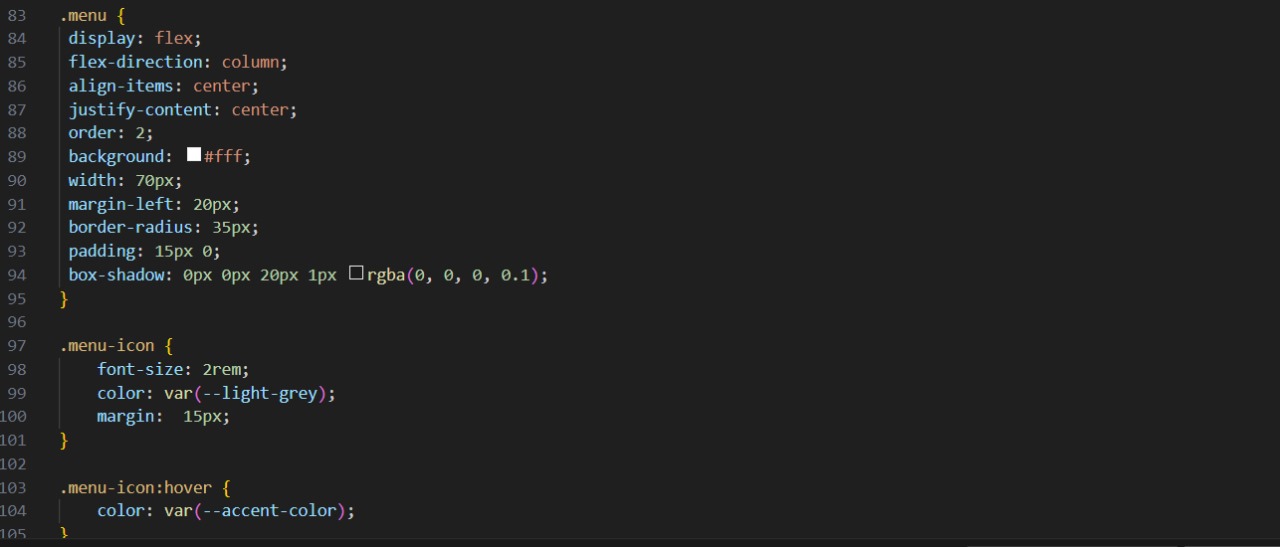 83 .menu {
84 display: flex;
85 flex-direction: column;
86 align-items: center;
87 justify-content: center;
88 order: 2;
89 background: #fff;
90 width: 70px;
91 margin-left: 20px;
92 border-radius: 35px;
93 padding: 15px 0;
94 box-shadow: 0px 0px 20px 1px rgba(0, 0, 0, 0.1);
95 }
96
97 .menu-icon {
98 font-size: 2rem;
99 color: var(--light-grey);
100 margin:  15px;
101 }
102
103 .menu-icon:hover {
104 color: var(--accent-color);
105 }